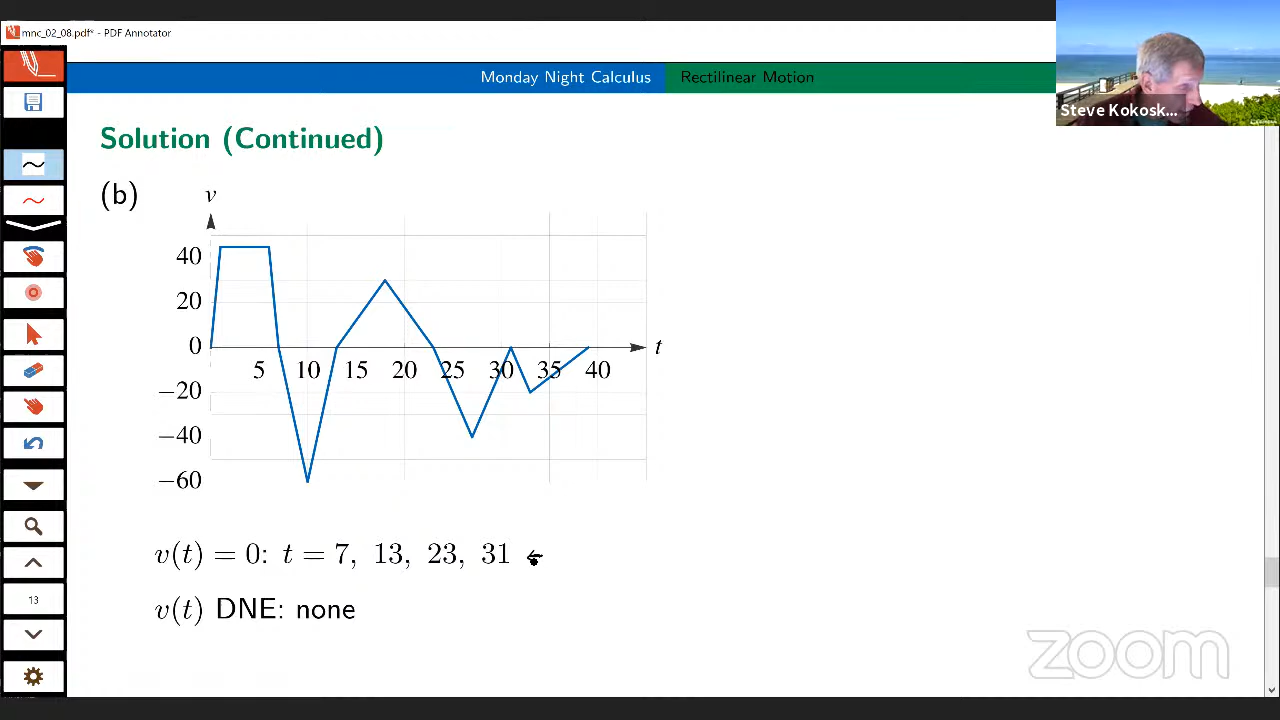 mnc_02_08.pdf* - PDF Annotator
Monday Night Calculus Rectilinear Motion
Steve Kokosk...
Solution (Continued)
(b)
v
40
20
0
t
5 10 15 20 25 30 35 40
−20
−40
−60
v(t) = 0: t = 7, 13, 23, 31
v(t) DNE: none
13
zoom